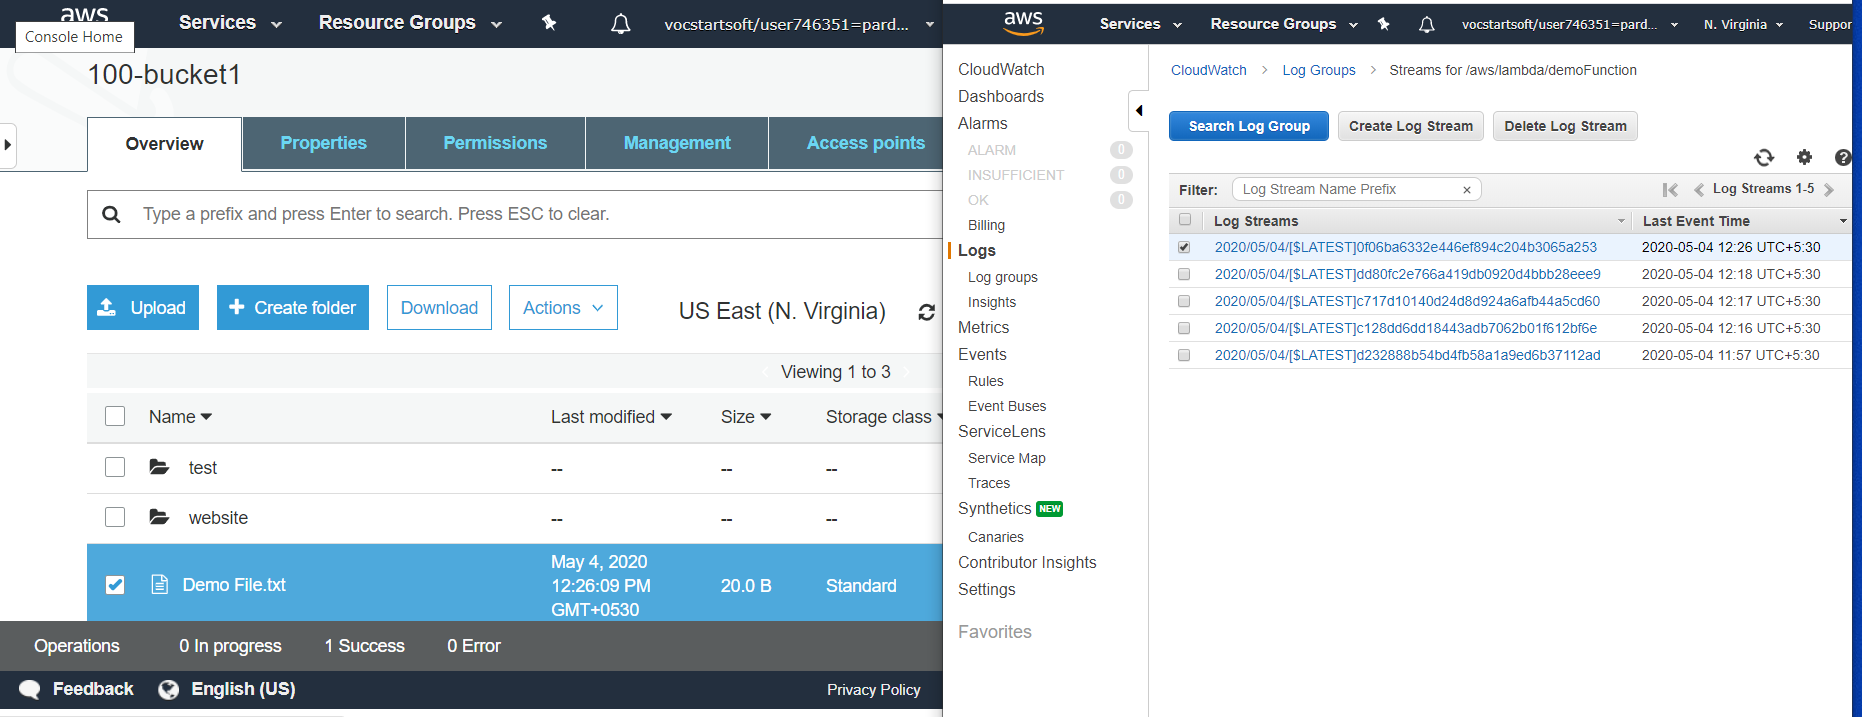 aws
Services
Resource Groups
vocstartsoft/user746351=pard...
Console Home
100-bucket1
Overview
Properties
Permissions
Management
Access points
Type a prefix and press Enter to search. Press ESC to clear.
Upload
Create folder
Download
Actions
US East (N. Virginia)
Viewing 1 to 3
Name
Last modified
Size
Storage class
test
--
--
--
website
--
--
--
Demo File.txt
May 4, 2020
12:26:09 PM
GMT+0530
20.0 B
Standard
Operations
0 In progress
1 Success
0 Error
Feedback
English (US)
Privacy Policy
aws
Services
Resource Groups
vocstartsoft/user746351=pard...
N. Virginia
Suppor
CloudWatch
Dashboards
Alarms
ALARM 0
INSUFFICIENT 0
OK 0
Billing
Logs
Log groups
Insights
Metrics
Events
Rules
Event Buses
ServiceLens
Service Map
Traces
Synthetics NEW
Canaries
Contributor Insights
Settings
Favorites
CloudWatch > Log Groups > Streams for /aws/lambda/demoFunction
Search Log Group
Create Log Stream
Delete Log Stream
Filter: Log Stream Name Prefix ×
Log Streams 1-5
Log Streams
Last Event Time
2020/05/04/[$LATEST]0f06ba6332e446ef894c204b3065a253 2020-05-04 12:26 UTC+5:30
2020/05/04/[$LATEST]dd80fc2e766a419db0920d4bbb28eee9 2020-05-04 12:18 UTC+5:30
2020/05/04/[$LATEST]c717d10140d24d8d924a6afb44a5cd60 2020-05-04 12:17 UTC+5:30
2020/05/04/[$LATEST]c128dd6dd18443adb7062b01f612bf6e 2020-05-04 12:16 UTC+5:30
2020/05/04/[$LATEST]d232888b54bd4fb58a1a9ed6b37112ad 2020-05-04 11:57 UTC+5:30